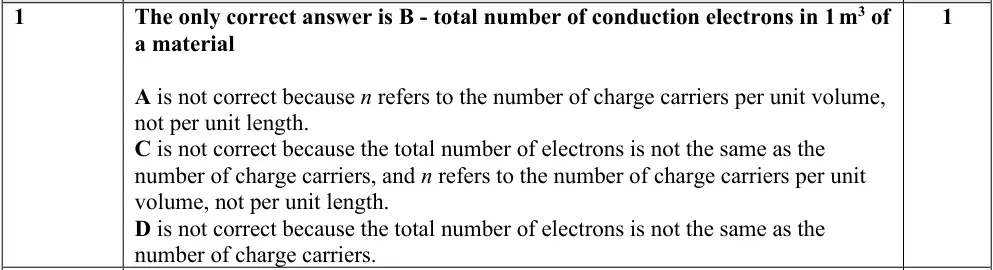 1 The only correct answer is B - total number of conduction electrons in 1 m³ of 1
a material
A is not correct because n refers to the number of charge carriers per unit volume,
not per unit length.
C is not correct because the total number of electrons is not the same as the
number of charge carriers, and n refers to the number of charge carriers per unit
volume, not per unit length.
D is not correct because the total number of electrons is not the same as the
number of charge carriers.